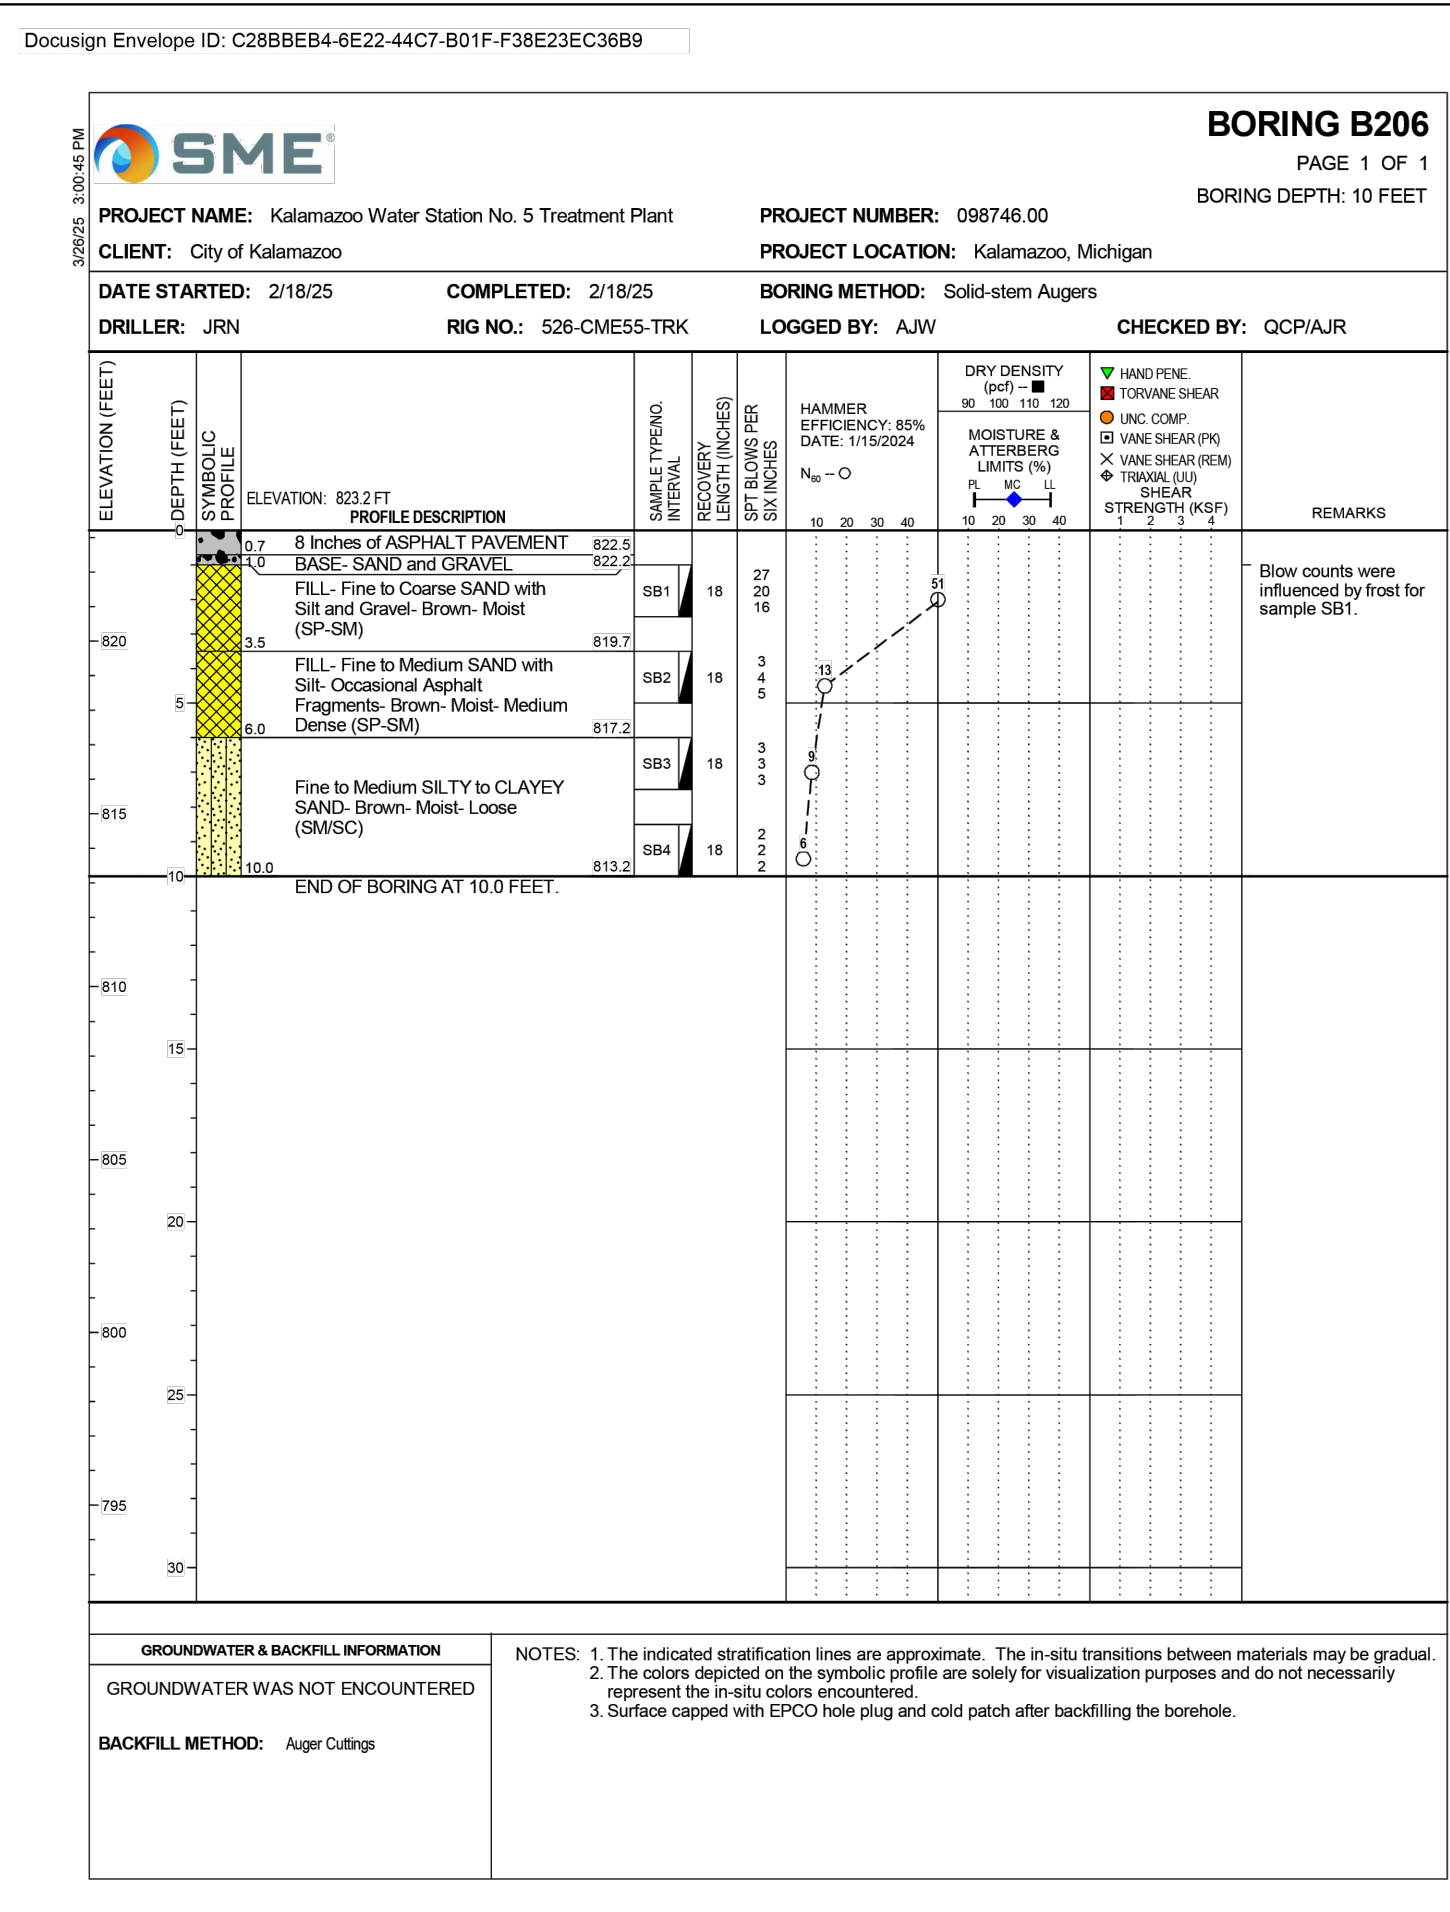 Docusign Envelope ID: C28BBEB4-6E22-44C7-B01F-F38E23EC36B9
3/26/25 3:00:45 PM
SME®
BORING B206
PAGE 1 OF 1
BORING DEPTH: 10 FEET
PROJECT NAME: Kalamazoo Water Station No. 5 Treatment Plant
PROJECT NUMBER: 098746.00
CLIENT: City of Kalamazoo
PROJECT LOCATION: Kalamazoo, Michigan
DATE STARTED: 2/18/25
COMPLETED: 2/18/25
BORING METHOD: Solid-stem Augers
DRILLER: JRN
RIG NO.: 526-CME55-TRK
LOGGED BY: AJW
CHECKED BY: QCP/AJR
ELEVATION (FEET)
DEPTH (FEET)
SYMBOLIC
PROFILE
ELEVATION: 823.2 FT
PROFILE DESCRIPTION
SAMPLE TYPE/NO.
INTERVAL
RECOVERY
LENGTH (INCHES)
SPT BLOWS PER
SIX INCHES
HAMMER
EFFICIENCY: 85%
DATE: 1/15/2024
N60 -- O
10 20 30 40
DRY DENSITY
(pcf) -- ■
90 100 110 120
MOISTURE &
ATTERBERG
LIMITS (%)
PL MC LL
10 20 30 40
HAND PENE.
TORVANE SHEAR
UNC. COMP.
VANE SHEAR (PK)
VANE SHEAR (REM)
TRIAXIAL (UU)
SHEAR
STRENGTH (KSF)
1 2 3 4
REMARKS
0
0.7 8 Inches of ASPHALT PAVEMENT 822.5
1.0 BASE- SAND and GRAVEL 822.2
FILL- Fine to Coarse SAND with
Silt and Gravel- Brown- Moist
(SP-SM)
3.5 819.7
SB1 18
27
20
16
51
Blow counts were
influenced by frost for
sample SB1.
820
FILL- Fine to Medium SAND with
Silt- Occasional Asphalt
Fragments- Brown- Moist- Medium
Dense (SP-SM)
6.0 817.2
SB2 18
3
4
5
13
5
Fine to Medium SILTY to CLAYEY
SAND- Brown- Moist- Loose
(SM/SC)
10.0 813.2
SB3 18
3
3
3
9
815
SB4 18
2
2
2
6
10
END OF BORING AT 10.0 FEET.
810
15
805
20
800
25
795
30
GROUNDWATER & BACKFILL INFORMATION
GROUNDWATER WAS NOT ENCOUNTERED
BACKFILL METHOD: Auger Cuttings
NOTES: 1. The indicated stratification lines are approximate. The in-situ transitions between materials may be gradual.
2. The colors depicted on the symbolic profile are solely for visualization purposes and do not necessarily
represent the in-situ colors encountered.
3. Surface capped with EPCO hole plug and cold patch after backfilling the borehole.